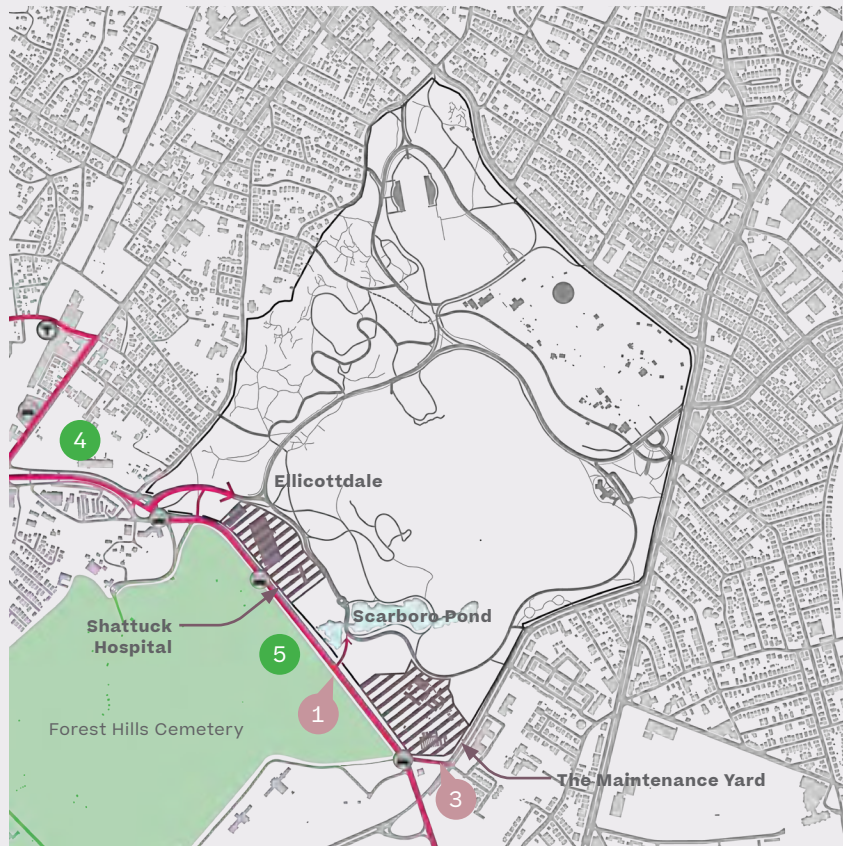 T
4
Ellicottdale
Scarboro Pond
Shattuck
Hospital
5
1
Forest Hills Cemetery
The Maintenance Yard
3